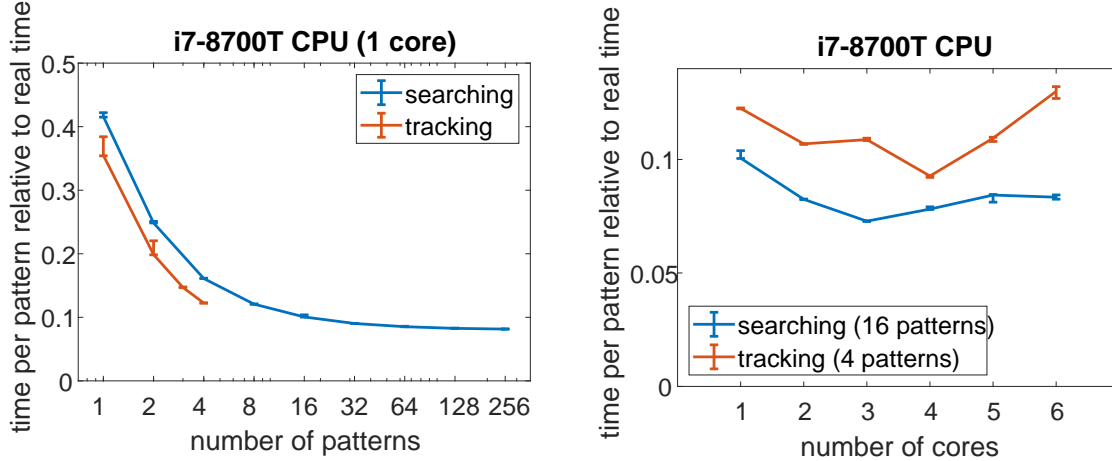 i7-8700T CPU (1 core)
time per pattern relative to real time
0.5
0.4
0.3
0.2
0.1
0
searching
tracking
1 2 4 8 16 32 64 128 256
number of patterns
i7-8700T CPU
time per pattern relative to real time
0.1
0.05
0
searching (16 patterns)
tracking (4 patterns)
1 2 3 4 5 6
number of cores